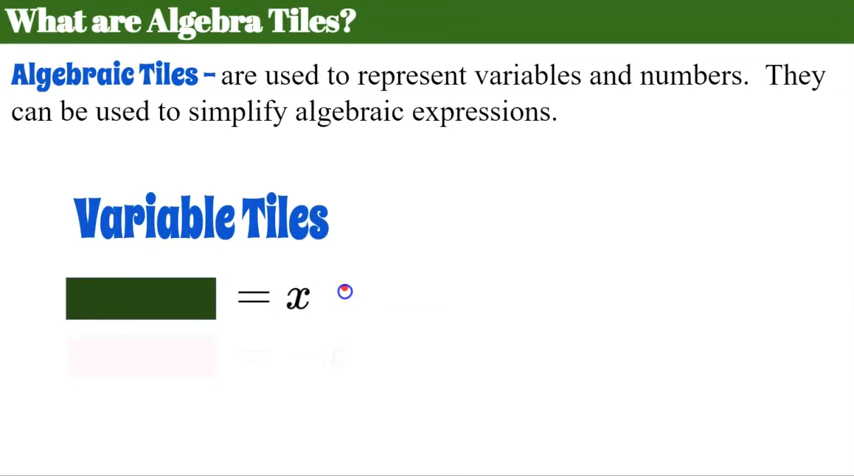 What are Algebra Tiles?
Algebraic Tiles - are used to represent variables and numbers. They
can be used to simplify algebraic expressions.
Variable Tiles
= x